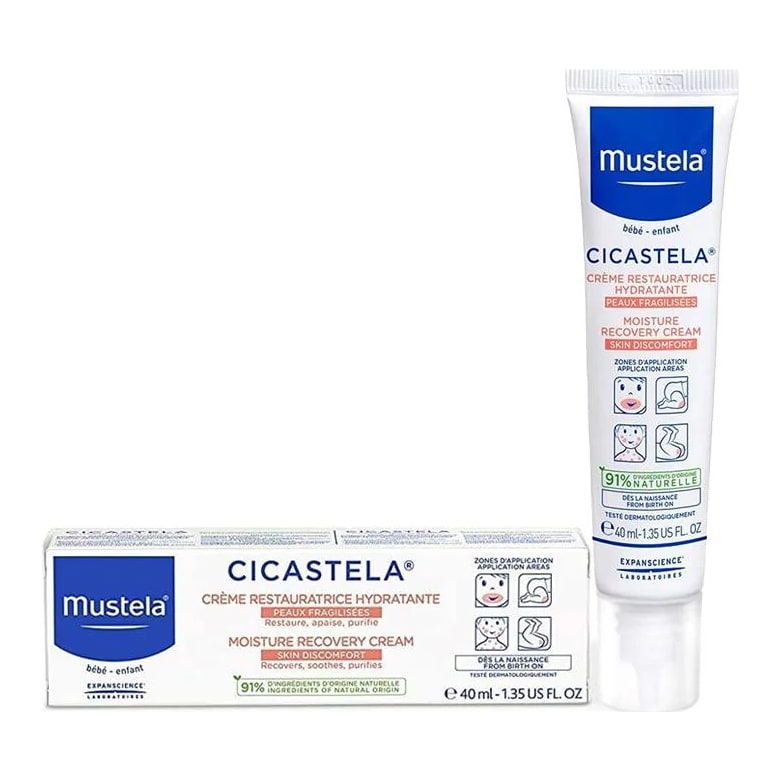 Mustela®
bébé - enfant
CICASTELA®
CRÈME RESTAURATRICE
HYDRATANTE
PEAUX FRAGILISÉES
MOISTURE
RECOVERY CREAM
SKIN DISCOMFORT
ZONES D'APPLICATION
APPLICATION AREAS
91% D'INGRÉDIENTS D'ORIGINE
NATURELLE
DÈS LA NAISSANCE
FROM BIRTH ON
TESTÉ DERMATOLOGIQUEMENT
℮ 40 ml - 1.35 US FL. OZ
EXPANSCIENCE®
LABORATOIRES
CICASTELA CICASTELA CICASTELA
Mustela®
bébé - enfant
EXPANSCIENCE®
LABORATOIRES
CICASTELA®
CRÈME RESTAURATRICE HYDRATANTE
PEAUX FRAGILISÉES
Restaure, apaise, purifie
MOISTURE RECOVERY CREAM
SKIN DISCOMFORT
Recovers, soothes, purifies
91% D'INGRÉDIENTS D'ORIGINE NATURELLE
INGREDIENTS OF NATURAL ORIGIN
ZONES D'APPLICATION
APPLICATION AREAS
DÈS LA NAISSANCE
FROM BIRTH ON
TESTÉ DERMATOLOGIQUEMENT
℮ 40 ml - 1.35 US FL. OZ